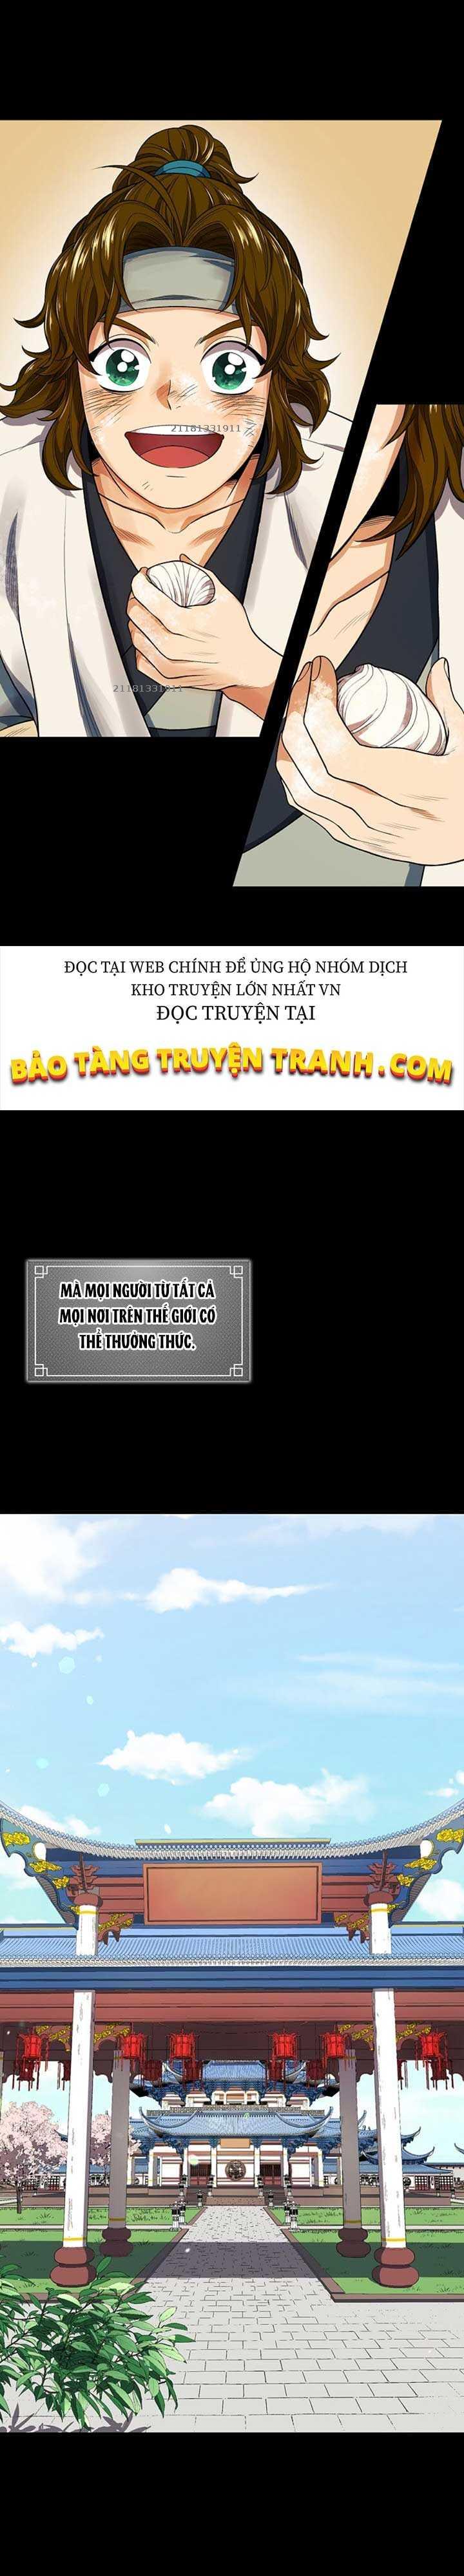 21181331911
21181331911
ĐỌC TẠI WEB CHÍNH ĐỂ ỦNG HỘ NHÓM DỊCH
KHO TRUYỆN LỚN NHẤT VN
ĐỌC TRUYỆN TẠI
BẢO TÀNG TRUYỆN TRANH.COM
MÀ MỌI NGƯỜI TỪ TẤT CẢ
MỌI NƠI TRÊN THẾ GIỚI CÓ
THỂ THƯỞNG THỨC.